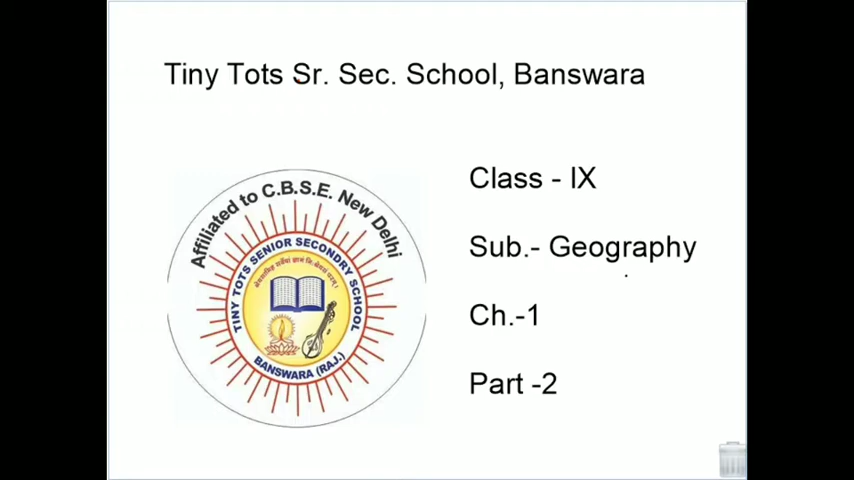 Tiny Tots Sr. Sec. School, Banswara
Class - IX
Sub.- Geography
Ch.-1
Part -2
Affiliated to C.B.S.E. New Delhi
TINY TOTS SENIOR SECONDRY SCHOOL
BANSWARA (RAJ.)